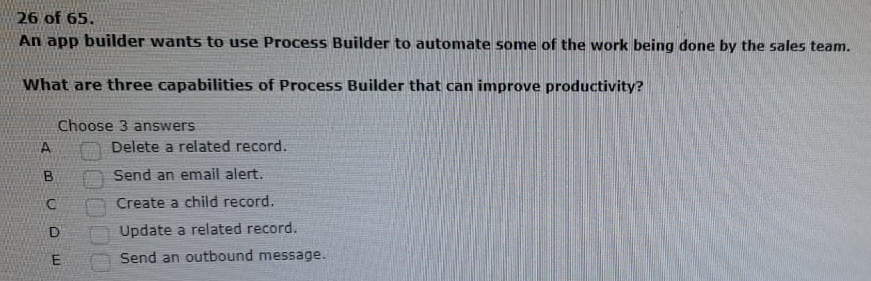 26 of 65.
An app builder wants to use Process Builder to automate some of the work being done by the sales team.
What are three capabilities of Process Builder that can improve productivity?
Choose 3 answers
A Delete a related record.
B Send an email alert.
C Create a child record.
D Update a related record.
E Send an outbound message.